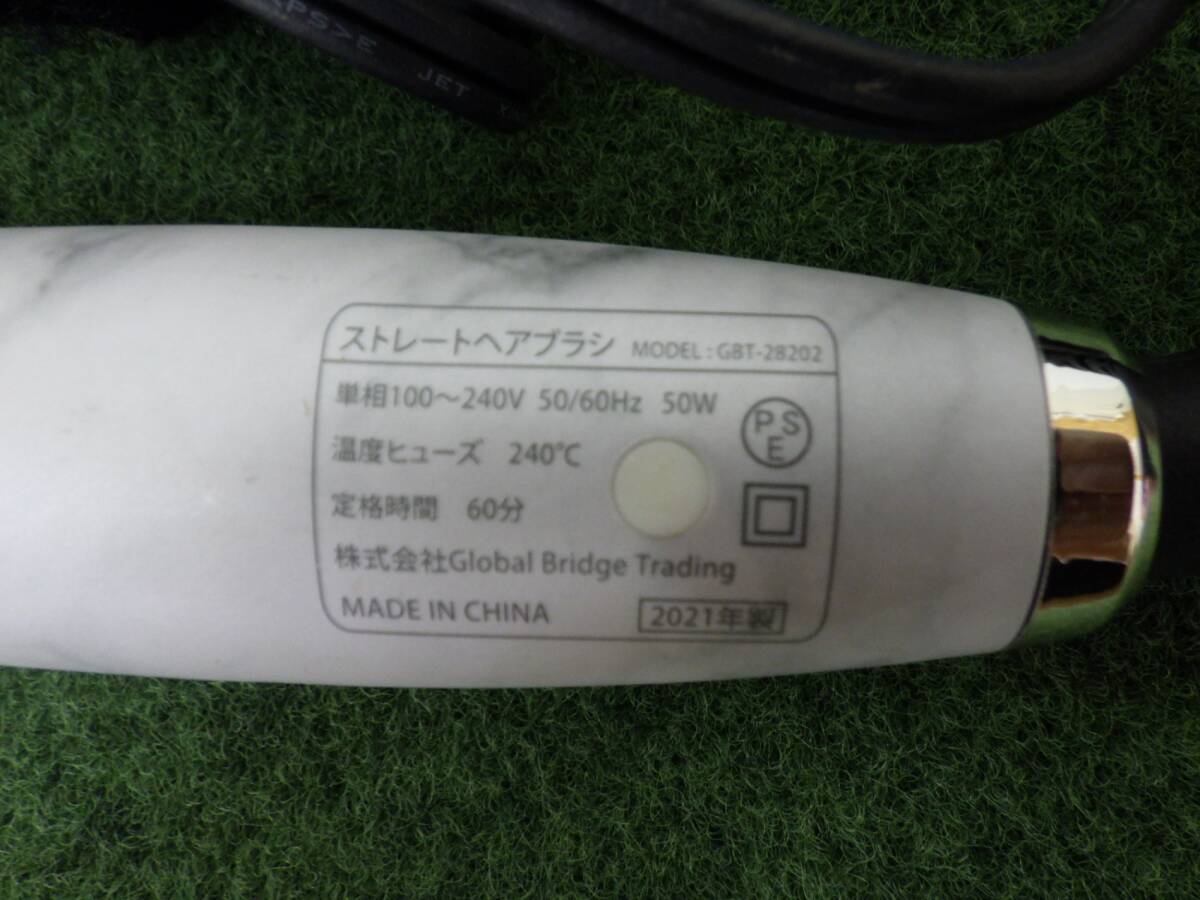 PS>E JET
ストレートヘアブラシ MODEL : GBT-28202
単相100～240V 50/60Hz 50W
PSE
温度ヒューズ 240℃
定格時間 60分
株式会社Global Bridge Trading
MADE IN CHINA 2021年製